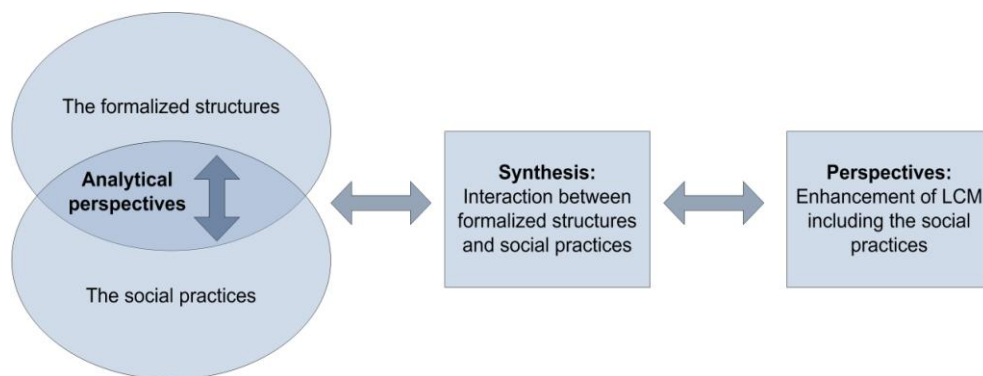 The formalized structures
Analytical
perspectives
The social practices
Synthesis:
Interaction between
formalized structures
and social practices
Perspectives:
Enhancement of LCM
including the social
practices